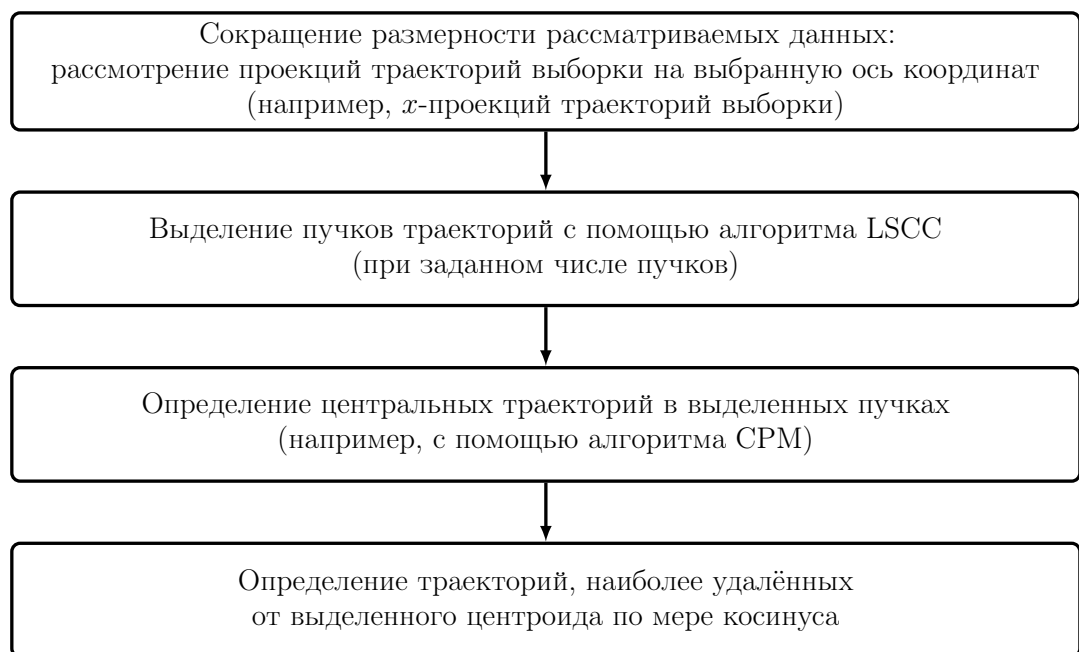 Сокращение размерности рассматриваемых данных:
рассмотрение проекций траекторий выборки на выбранную ось координат
(например, x-проекций траекторий выборки)
Выделение пучков траекторий с помощью алгоритма LSCC
(при заданном числе пучков)
Определение центральных траекторий в выделенных пучках
(например, с помощью алгоритма CPM)
Определение траекторий, наиболее удалённых
от выделенного центроида по мере косинуса